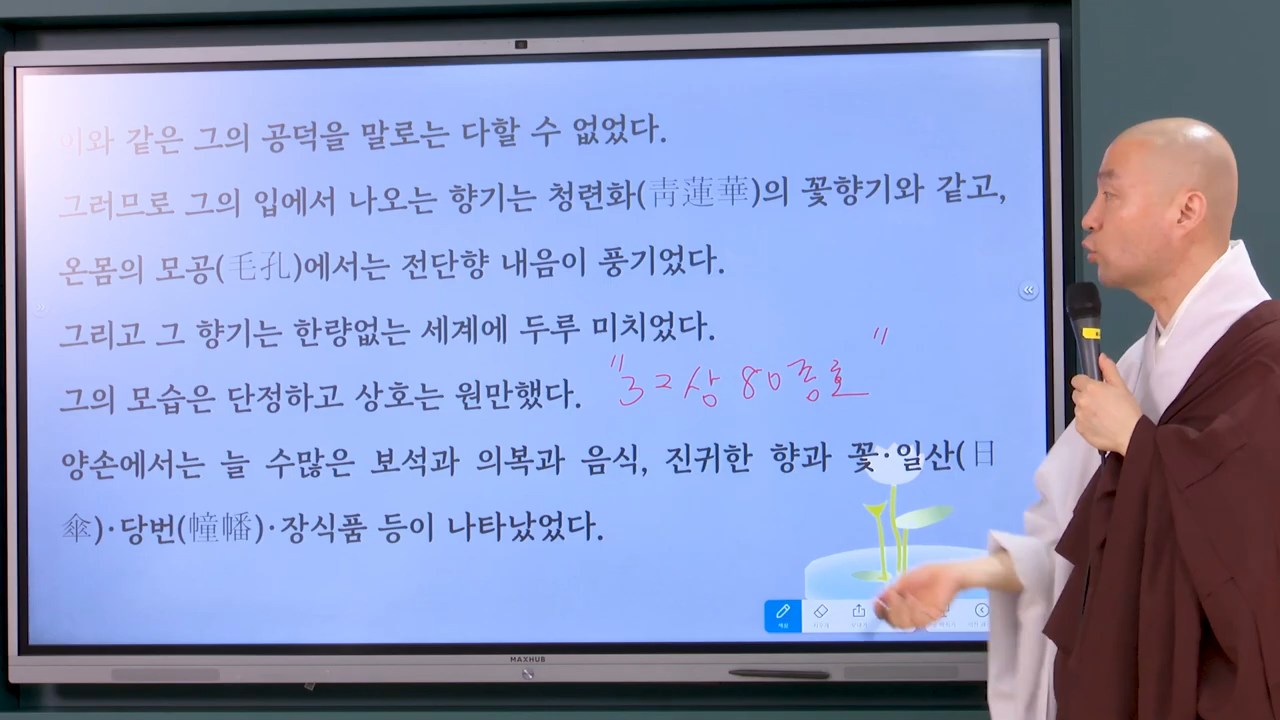 이와 같은 그의 공덕을 말로는 다할 수 없었다.
그러므로 그의 입에서 나오는 향기는 청련화(靑蓮華)의 꽃향기와 같고,
온몸의 모공(毛孔)에서는 전단향 내음이 풍기었다.
그리고 그 향기는 한량없는 세계에 두루 미치었다.
그의 모습은 단정하고 상호는 원만했다.
"32상 80종호"
양손에서는 늘 수많은 보석과 의복과 음식, 진귀한 향과 꽃·일산(日
傘)·당번(幢幡)·장식품 등이 나타났었다.
MAXHUB